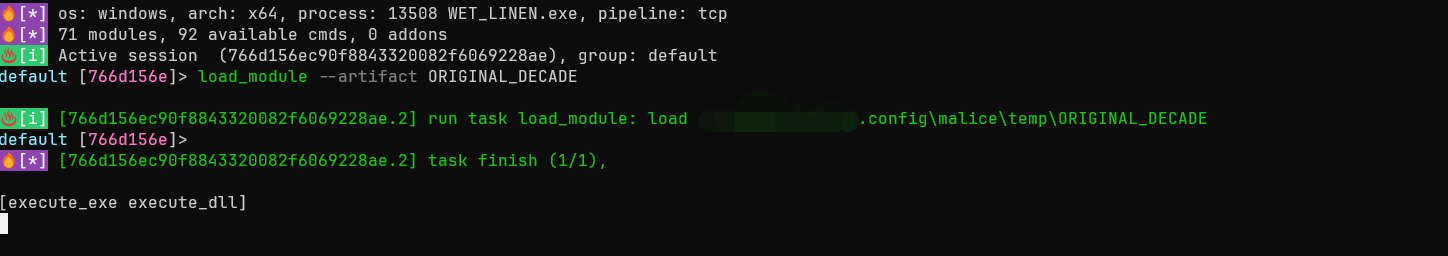 🔥[*] os: windows, arch: x64, process: 13508 WET_LINEN.exe, pipeline: tcp
🔥[*] 71 modules, 92 available cmds, 0 addons
♨[i] Active session  (766d156ec90f8843320082f6069228ae), group: default
default [766d156e]> load_module --artifact ORIGINAL_DECADE
♨[i] [766d156ec90f8843320082f6069228ae.2] run task load_module: load .config\malice\temp\ORIGINAL_DECADE
default [766d156e]>
🔥[*] [766d156ec90f8843320082f6069228ae.2] task finish (1/1),
[execute_exe execute_dll]